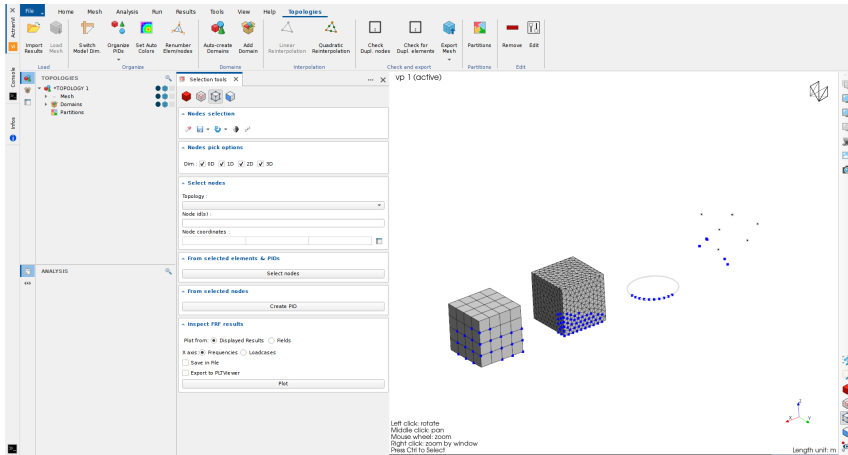 File Home Mesh Analysis Run Results Tools View Help Topologies
Import Results
Load Mesh
Switch Model Dim.
Organize PIDs
Set Auto Colors
Renumber Elem/nodes
Auto-create Domains
Add Domain
Linear Reinterpolation
Quadratic Reinterpolation
Check Dupl. nodes
Check for Dupl. elements
Export Mesh
Partitions
Remove
Edit
Load Organize Domains Interpolation Check and export Partitions Edit
Console
Infos
TOPOLOGIES
*TOPOLOGY 1
Mesh
Domains
Partitions
ANALYSIS
Selection tools
Nodes selection
Nodes pick options
Dim : 0D 1D 2D 3D
Select nodes
Topology :
Node id(s) :
Node coordinates :
From selected elements & PIDs
Select nodes
From selected nodes
Create PID
Inspect FRF results
Plot from: Displayed Results Fields
X axis: Frequencies Loadcases
Save in File
Export to PLTViewer
Plot
vp 1 (active)
Left click: rotate
Middle click: pan
Mouse wheel: zoom
Right click: zoom by window
Press Ctrl to Select
Z
X Y
Length unit: m